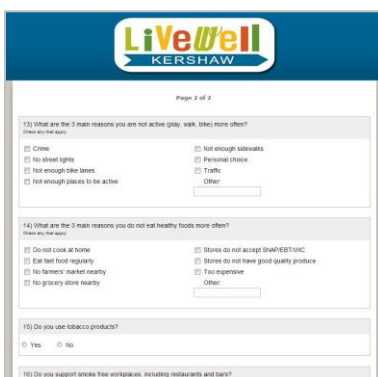 LiveWell
KERSHAW
Page 2 of 2
13) What are the 3 main reasons you are not active (play, walk, bike) more often?
Check any that apply
Crime
No street lights
Not enough bike lanes
Not enough places to be active
Not enough sidewalks
Personal choice
Traffic
Other:
14) What are the 3 main reasons you do not eat healthy foods more often?
Check any that apply
Do not cook at home
Eat fast food regularly
No farmers' market nearby
No grocery store nearby
Stores do not accept SNAP/EBT/WIC
Stores do not have good quality produce
Too expensive
Other:
15) Do you use tobacco products?
Yes No
16) Do you support smoke free workplaces, including restaurants and bars?